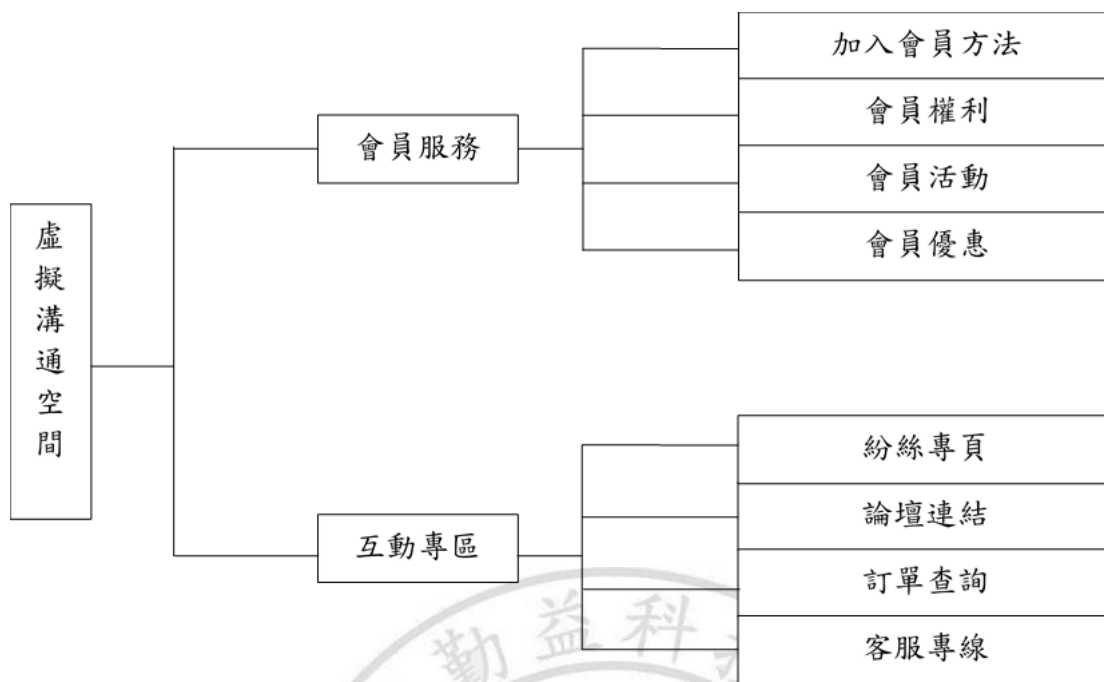 虛擬溝通空間
會員服務
加入會員方法
會員權利
會員活動
會員優惠
互動專區
紛絲專頁
論壇連結
訂單查詢
客服專線
勤益科